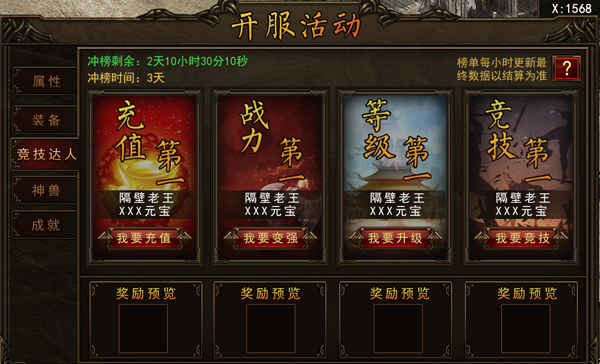 X:1568
开服活动
冲榜剩余：2天10小时30分10秒
冲榜时间：3天
榜单每小时更新最
终数据以结算为准
?
属性
装备
竞技达人
神兽
成就
充值
第一
隔壁老王
XXX元宝
我要充值
战力
第一
隔壁老王
XXX元宝
我要变强
等级
第一
隔壁老王
XXX元宝
我要升级
竞技
第一
隔壁老王
XXX元宝
我要竞技
奖励预览
奖励预览
奖励预览
奖励预览